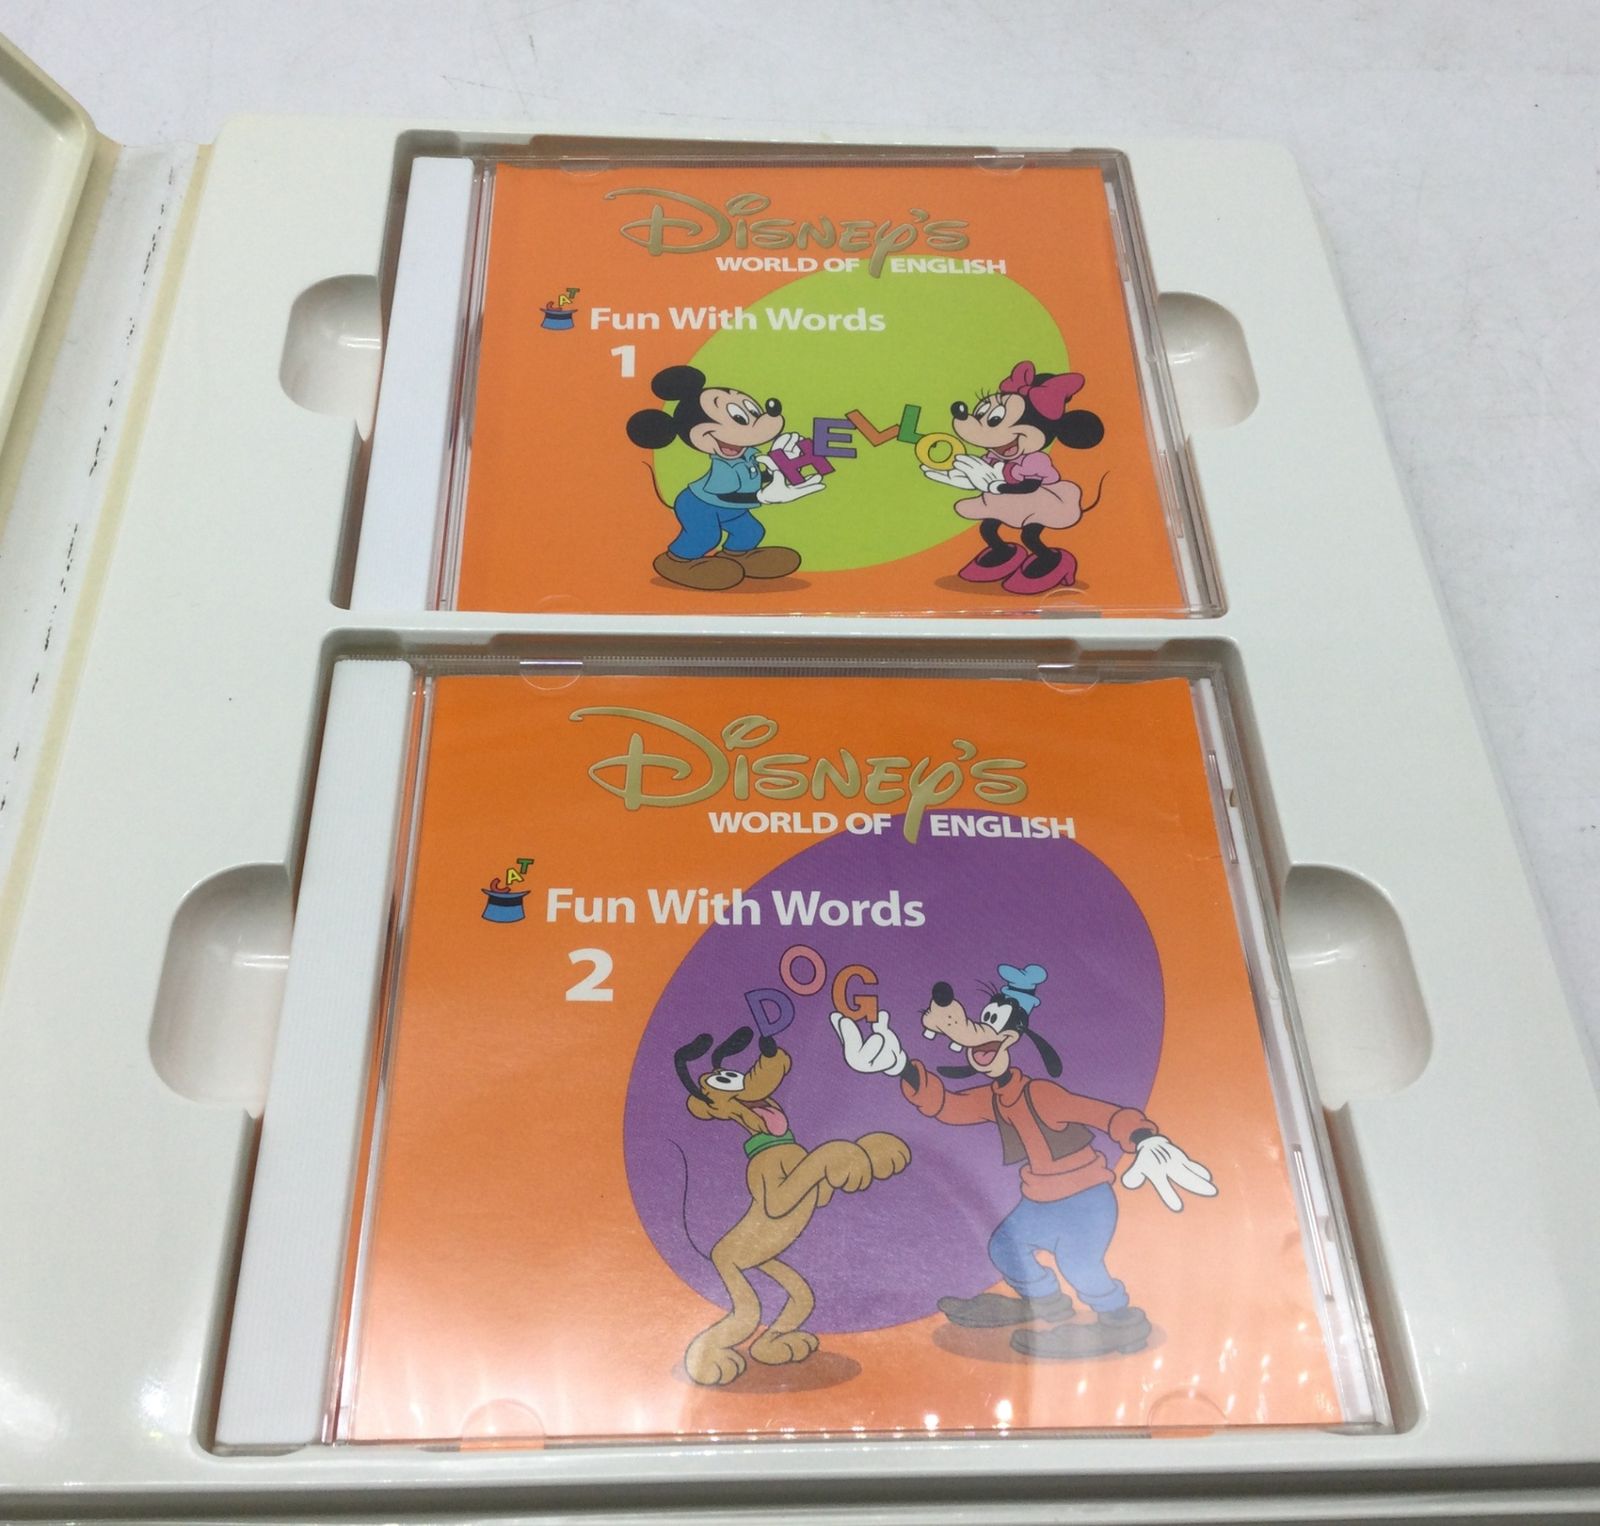 DISNEY'S
WORLD OF ENGLISH
CAT
Fun With Words
1
HELLO
DISNEY'S
WORLD OF ENGLISH
CAT
Fun With Words
2
DOG